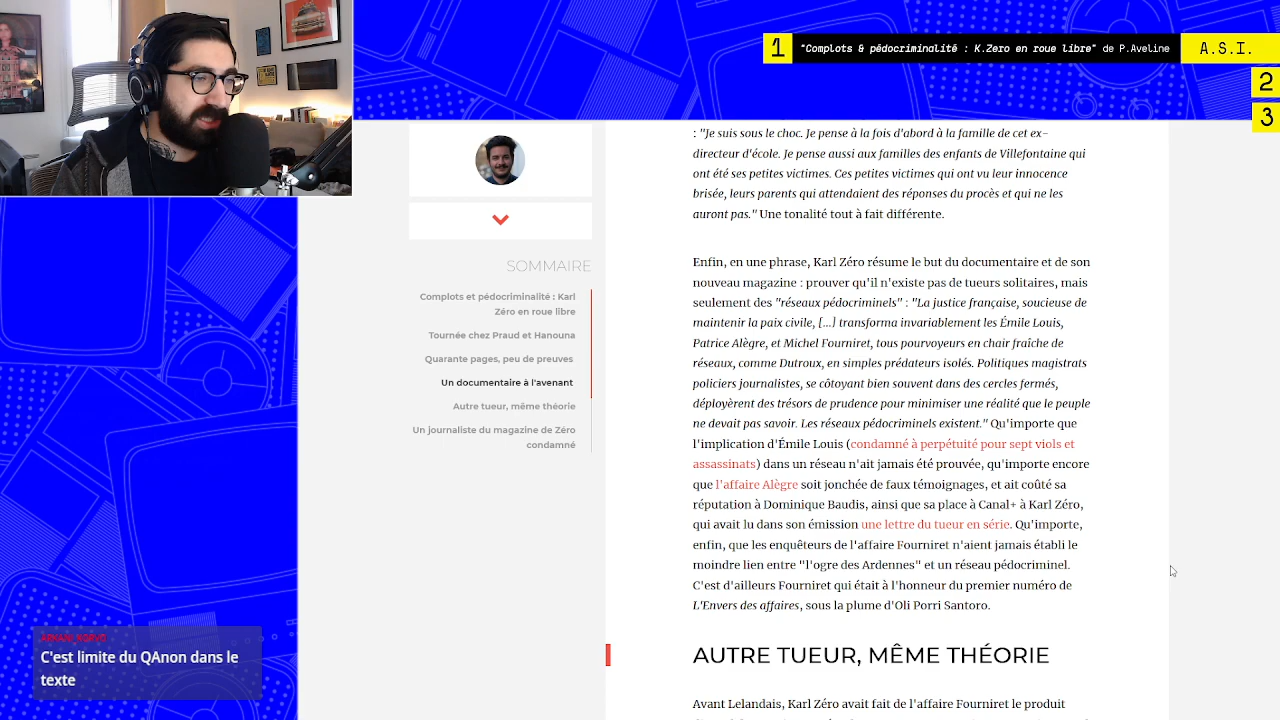 1 "Complots & pédocriminalité : K.Zero en roue libre" de P.Aveline A.S.I.
2
3
: "Je suis sous le choc. Je pense à la fois d'abord à la famille de cet ex-
directeur d'école. Je pense aussi aux familles des enfants de Villefontaine qui
ont été ses petites victimes. Ces petites victimes qui ont vu leur innocence
brisée, leurs parents qui attendaient des réponses du procès et qui ne les
auront pas." Une tonalité tout à fait différente.
SOMMAIRE
Complots et pédocriminalité : Karl
Zéro en roue libre
Tournée chez Praud et Hanouna
Quarante pages, peu de preuves
Un documentaire à l'avenant
Autre tueur, même théorie
Un journaliste du magazine de Zéro
condamné
Enfin, en une phrase, Karl Zéro résume le but du documentaire et de son
nouveau magazine : prouver qu'il n'existe pas de tueurs solitaires, mais
seulement des "réseaux pédocriminels" : "La justice française, soucieuse de
maintenir la paix civile, [...] transforma invariablement les Émile Louis,
Patrice Alègre, et Michel Fourniret, tous pourvoyeurs en chair fraîche de
réseaux, comme Dutroux, en simples prédateurs isolés. Politiques magistrats
policiers journalistes, se côtoyant bien souvent dans des cercles fermés,
déployèrent des trésors de prudence pour minimiser une réalité que le peuple
ne devait pas savoir. Les réseaux pédocriminels existent." Qu'importe que
l'implication d'Émile Louis (condamné à perpétuité pour sept viols et
assassinats) dans un réseau n'ait jamais été prouvée, qu'importe encore
que l'affaire Alègre soit jonchée de faux témoignages, et ait coûté sa
réputation à Dominique Baudis, ainsi que sa place à Canal+ à Karl Zéro,
qui avait lu dans son émission une lettre du tueur en série. Qu'importe,
enfin, que les enquêteurs de l'affaire Fourniret n'aient jamais établi le
moindre lien entre "l'ogre des Ardennes" et un réseau pédocriminel.
C'est d'ailleurs Fourniret qui était à l'honneur du premier numéro de
L'Envers des affaires, sous la plume d'Oli Porri Santoro.
AUTRE TUEUR, MÊME THÉORIE
Avant Lelandais, Karl Zéro avait fait de l'affaire Fourniret le produit
C'est limite du QAnon dans le
texte